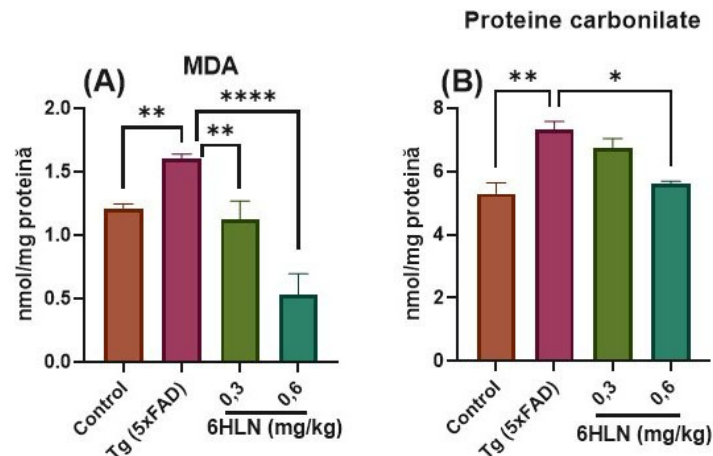 (A)
MDA
nmol/mg proteină
2.0
1.5
1.0
0.5
0.0
**
**
****
Control
Tg (5xFAD)
0,3
0,6
6HLN (mg/kg)
Proteine carbonilate
(B)
nmol/mg proteină
8
6
4
2
0
**
*
Control
Tg (5xFAD)
0,3
0,6
6HLN (mg/kg)